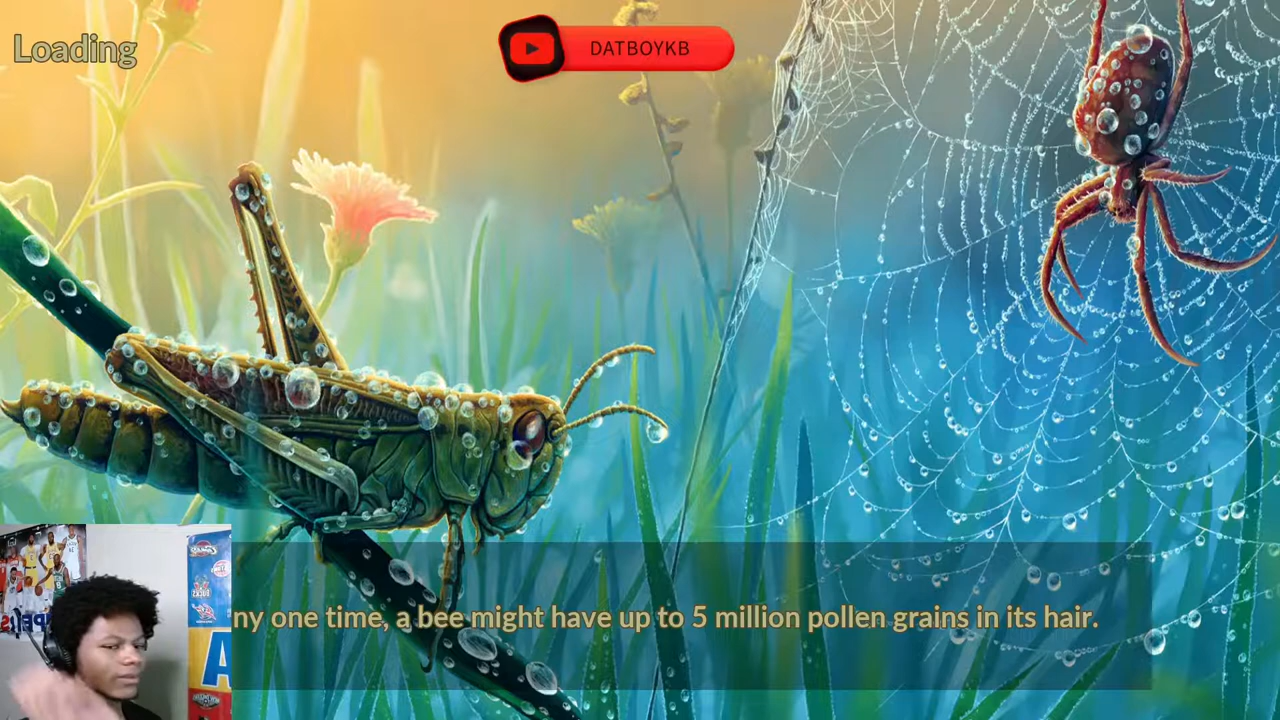 Loading
DATBOYKB
ny one time, a bee might have up to 5 million pollen grains in its hair.